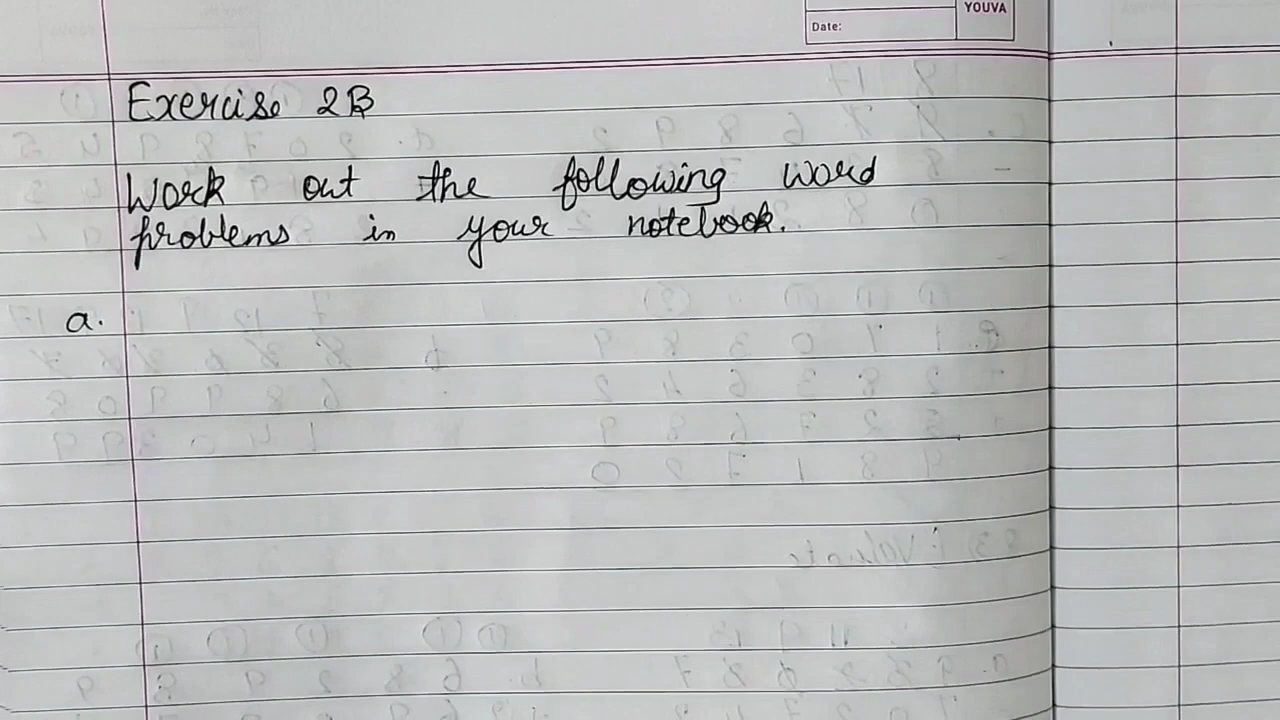 YOUVA
Date:
Exercise 2B
Work out the following word
problems in your notebook.
a.